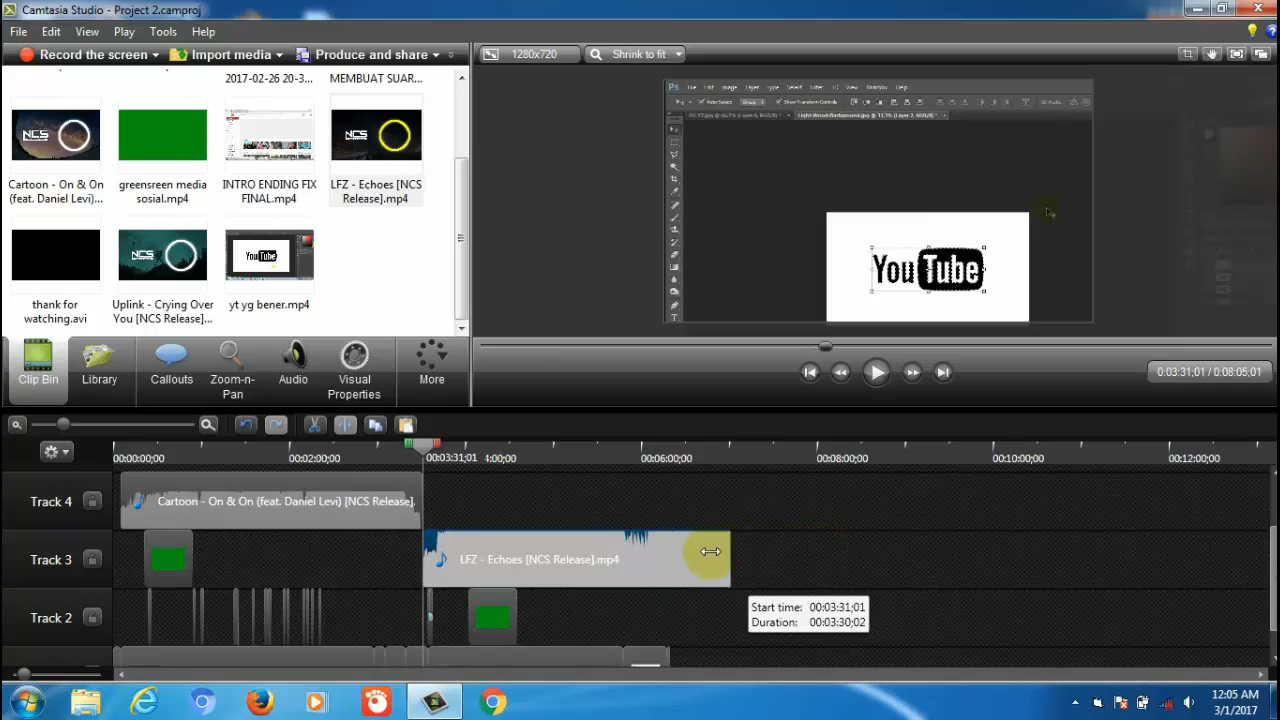 Camtasia Studio - Project 2.camproj
File Edit View Play Tools Help
Record the screen Import media Produce and share
1280x720 Shrink to fit
2017-02-26 20-3... MEMBUAT SUAR...
NCS NCS
Cartoon - On & On greensreen media INTRO ENDING FIX LFZ - Echoes [NCS
(feat. Daniel Levi)... sosial.mp4 FINAL.mp4 Release].mp4
NCS YouTube
thank for Uplink - Crying Over yt yg bener.mp4
watching.avi You [NCS Release]...
Ps
YouTube
Clip Bin Library Callouts Zoom-n- Audio Visual More
Pan Properties
0:03:31;01 / 0:08:05;01
00:00:00;00 00:02:00;00 00:03:31;01 4:00;00 00:06:00;00 00:08:00;00 00:10:00;00 00:12:00;00
Track 4 Cartoon - On & On (feat. Daniel Levi) [NCS Release].
Track 3 LFZ - Echoes [NCS Release].mp4
Track 2
Start time: 00:03:31;01
Duration: 00:03:30;02
12:05 AM
3/1/2017